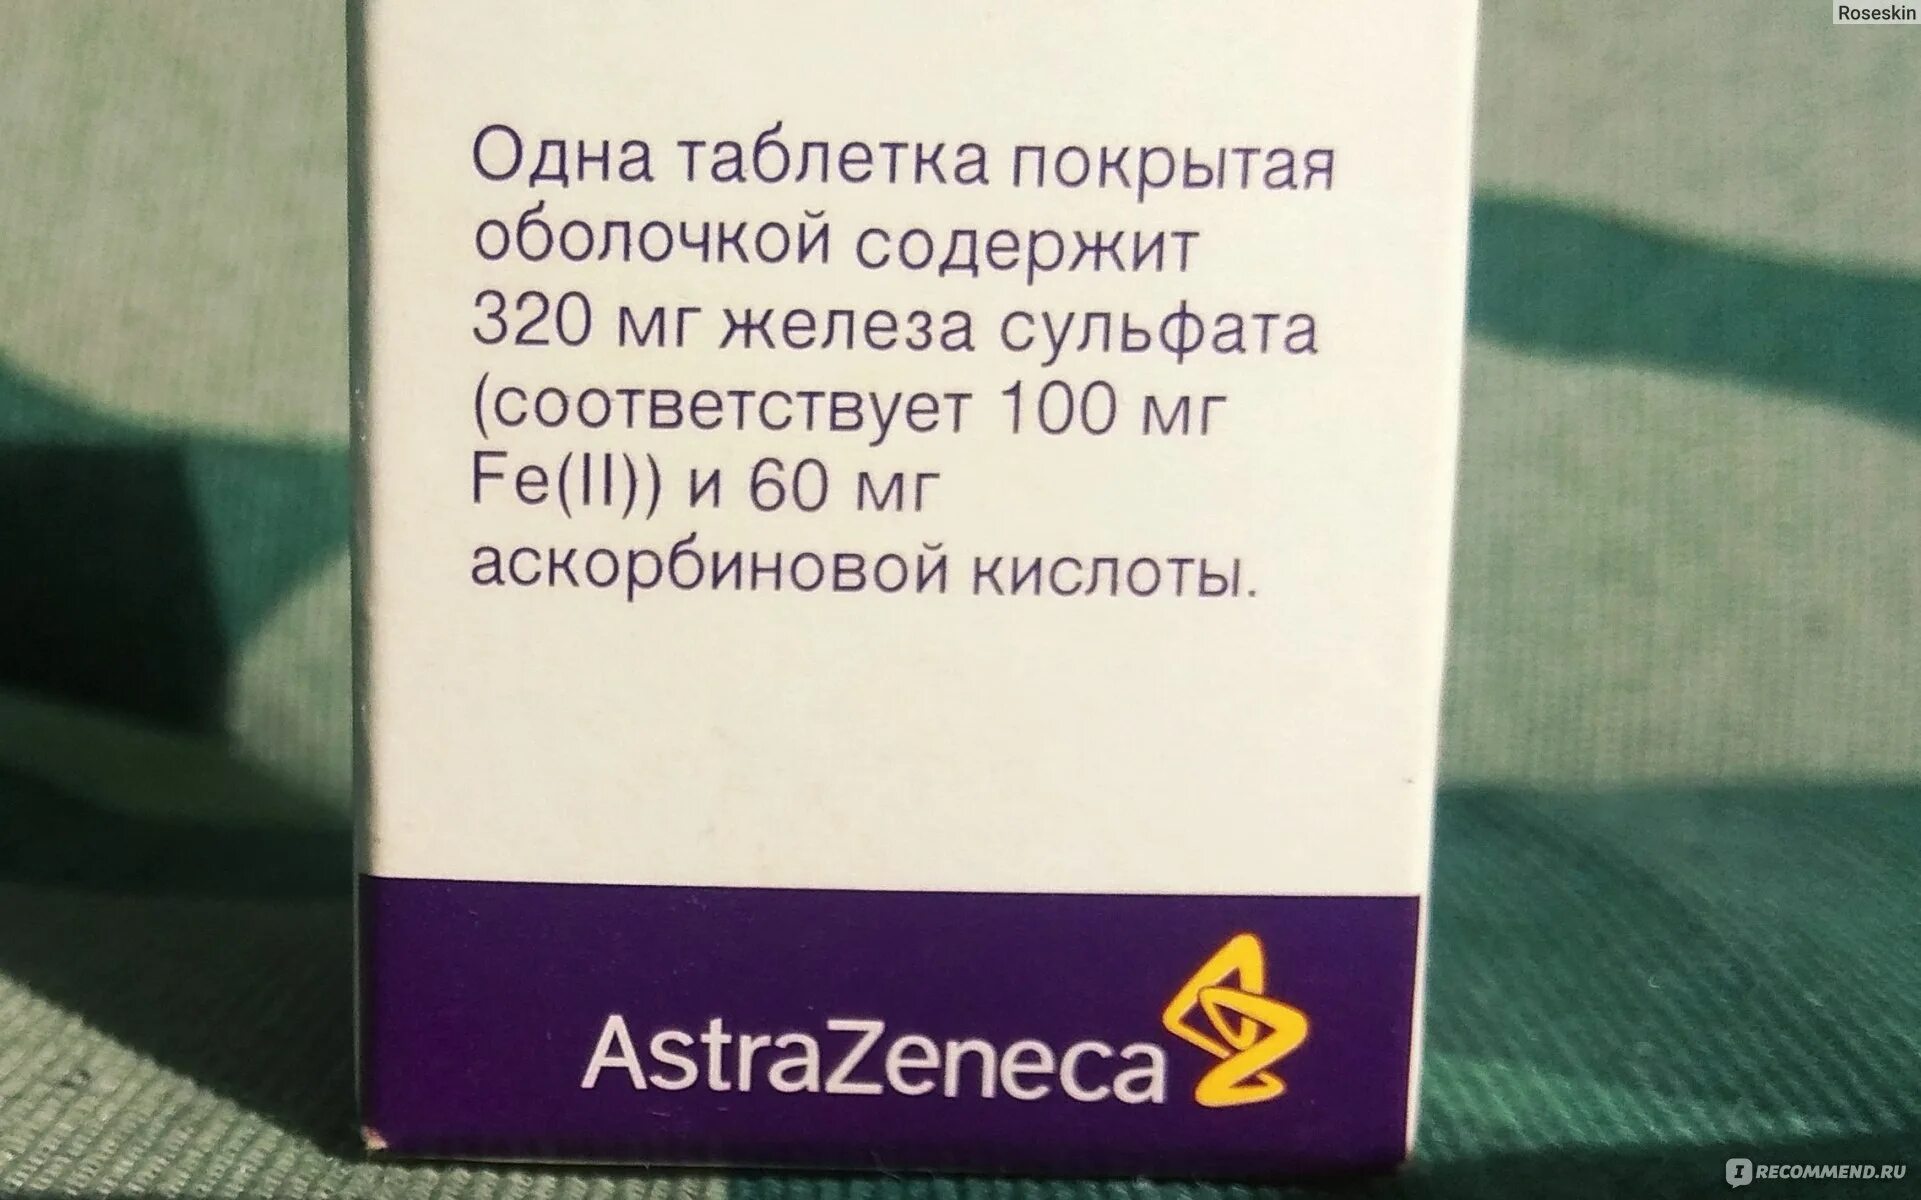 Roseskin
Одна таблетка покрытая
оболочкой содержит
320 мг железа сульфата
(соответствует 100 мг
Fe(II)) и 60 мг
аскорбиновой кислоты.
AstraZeneca
IRECOMMEND.RU